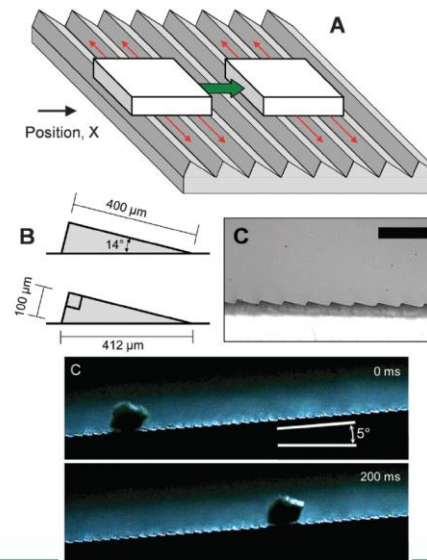 A
Position, X
B
400 µm
14°
100 µm
412 µm
C
C
0 ms
5°
200 ms